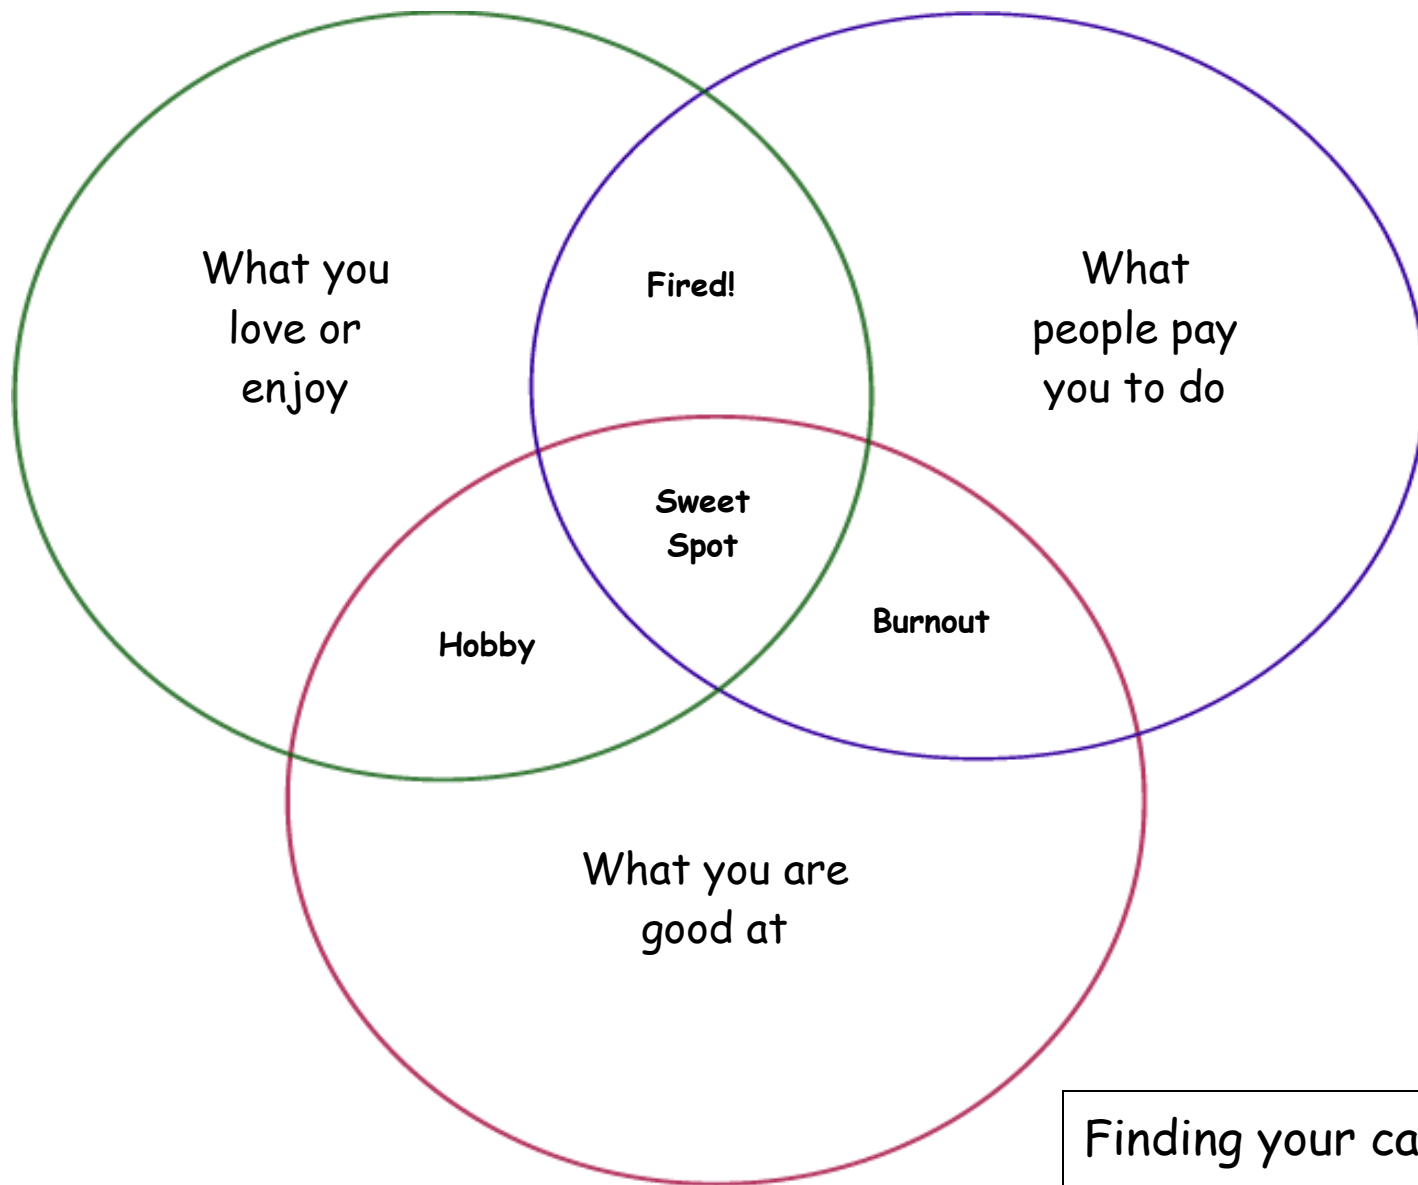 What you
love or
enjoy
Fired!
What
people pay
you to do
Sweet
Spot
Hobby
Burnout
What you are
good at
Finding your